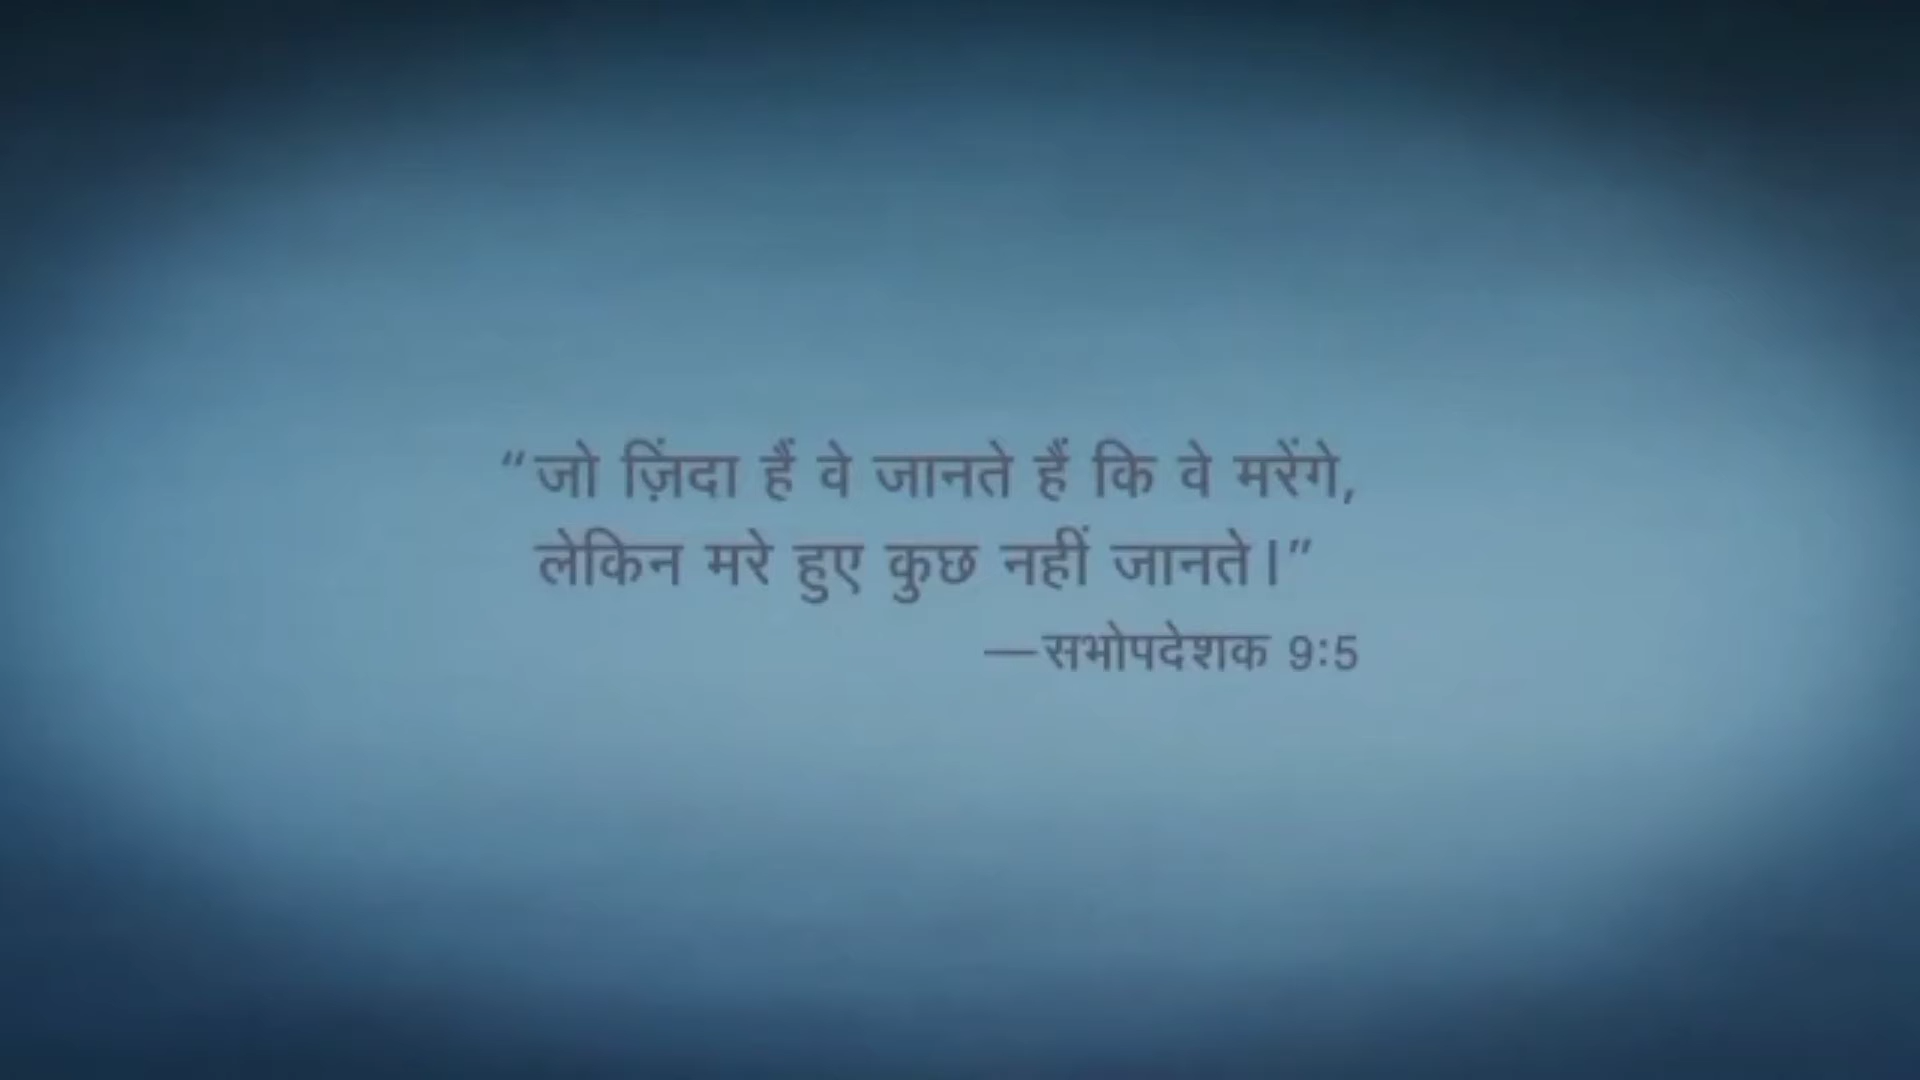 “जो ज़िंदा हैं वे जानते हैं कि वे मरेंगे,
लेकिन मरे हुए कुछ नहीं जानते।”
—सभोपदेशक 9:5